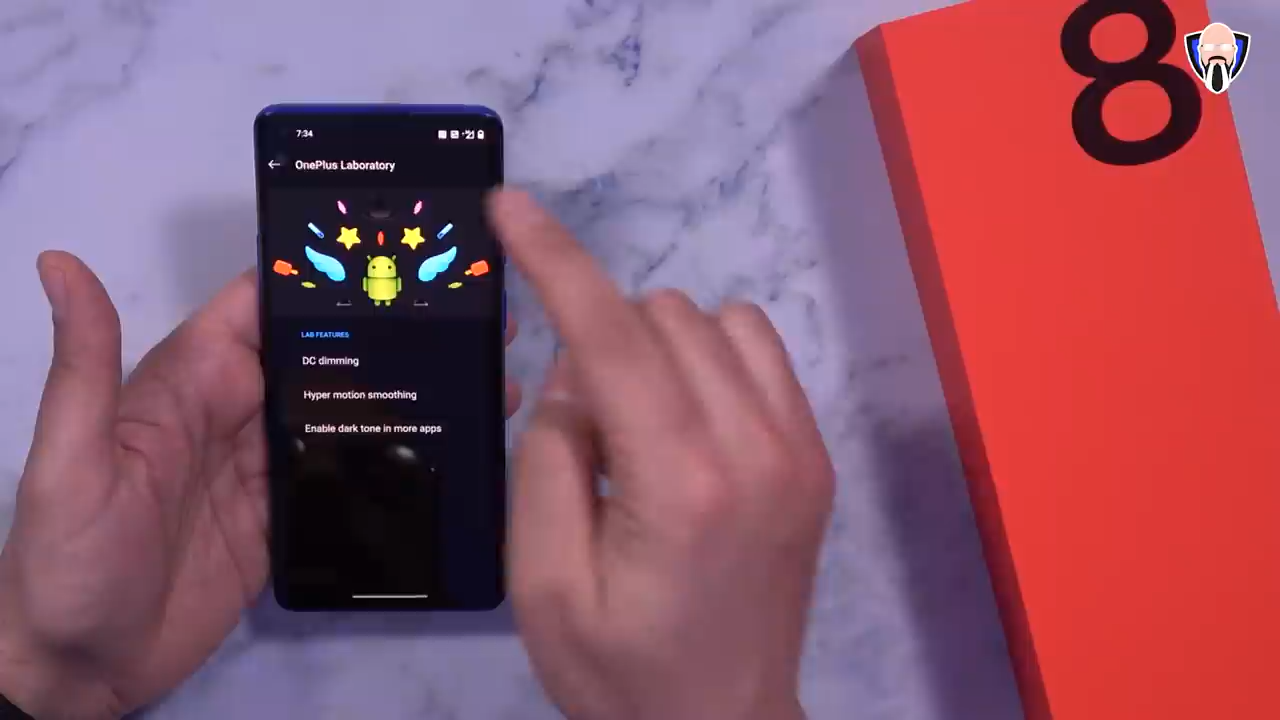 7:34
OnePlus Laboratory
LAB FEATURES
DC dimming
Hyper motion smoothing
Enable dark tone in more apps
8